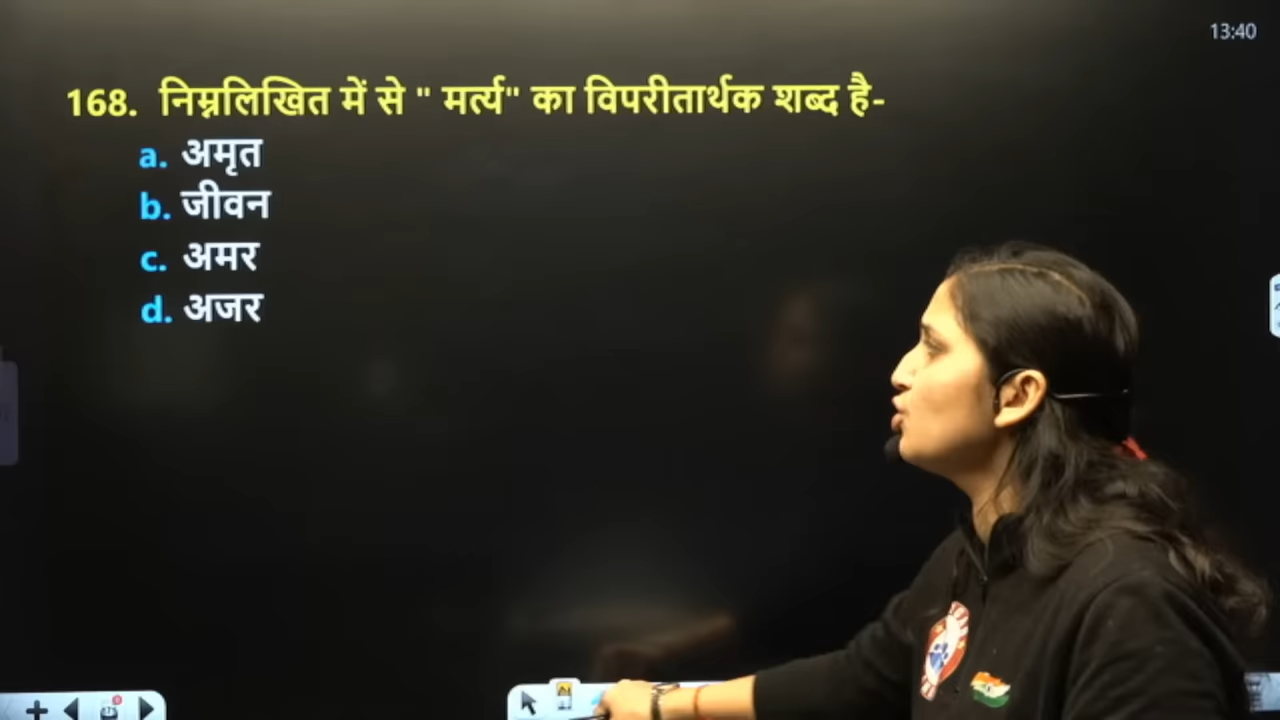 13:40
168. निम्नलिखित में से " मर्त्य" का विपरीतार्थक शब्द है-
a. अमृत
b. जीवन
c. अमर
d. अजर